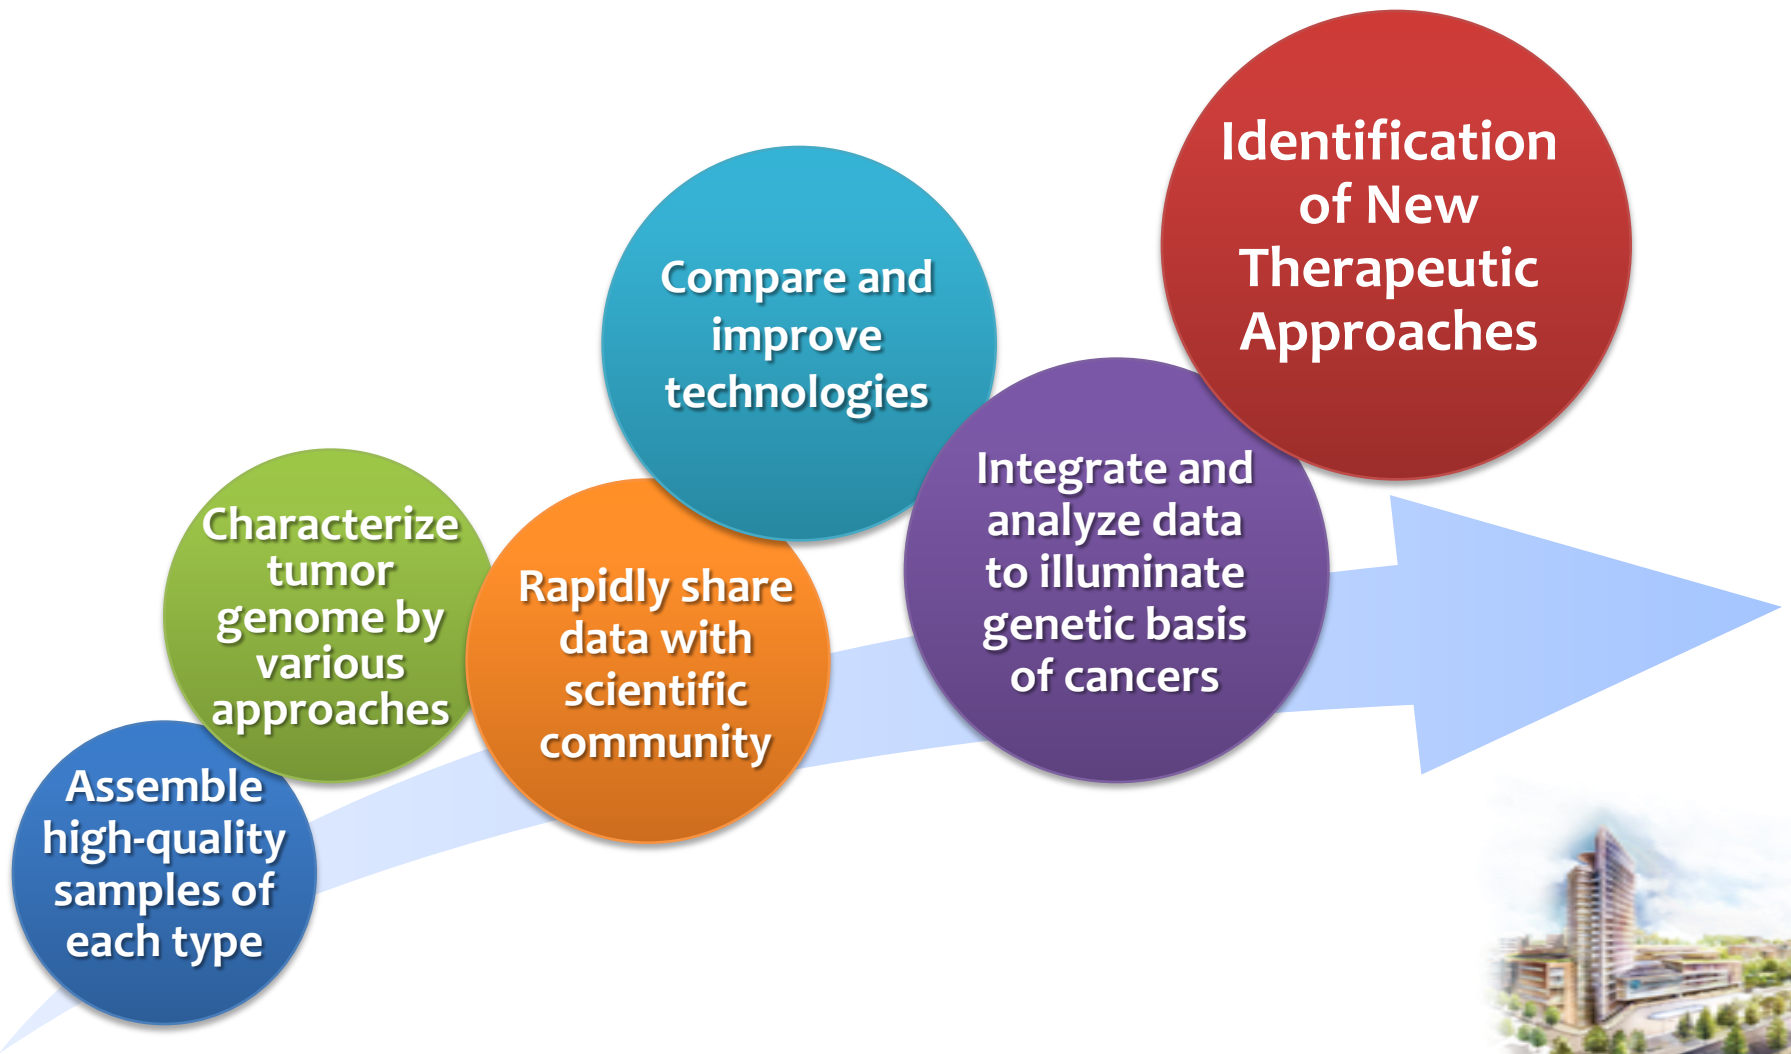 Assemble
high-quality
samples of
each type
Characterize
tumor
genome by
various
approaches
Rapidly share
data with
scientific
community
Compare and
improve
technologies
Integrate and
analyze data
to illuminate
genetic basis
of cancers
Identification
of New
Therapeutic
Approaches